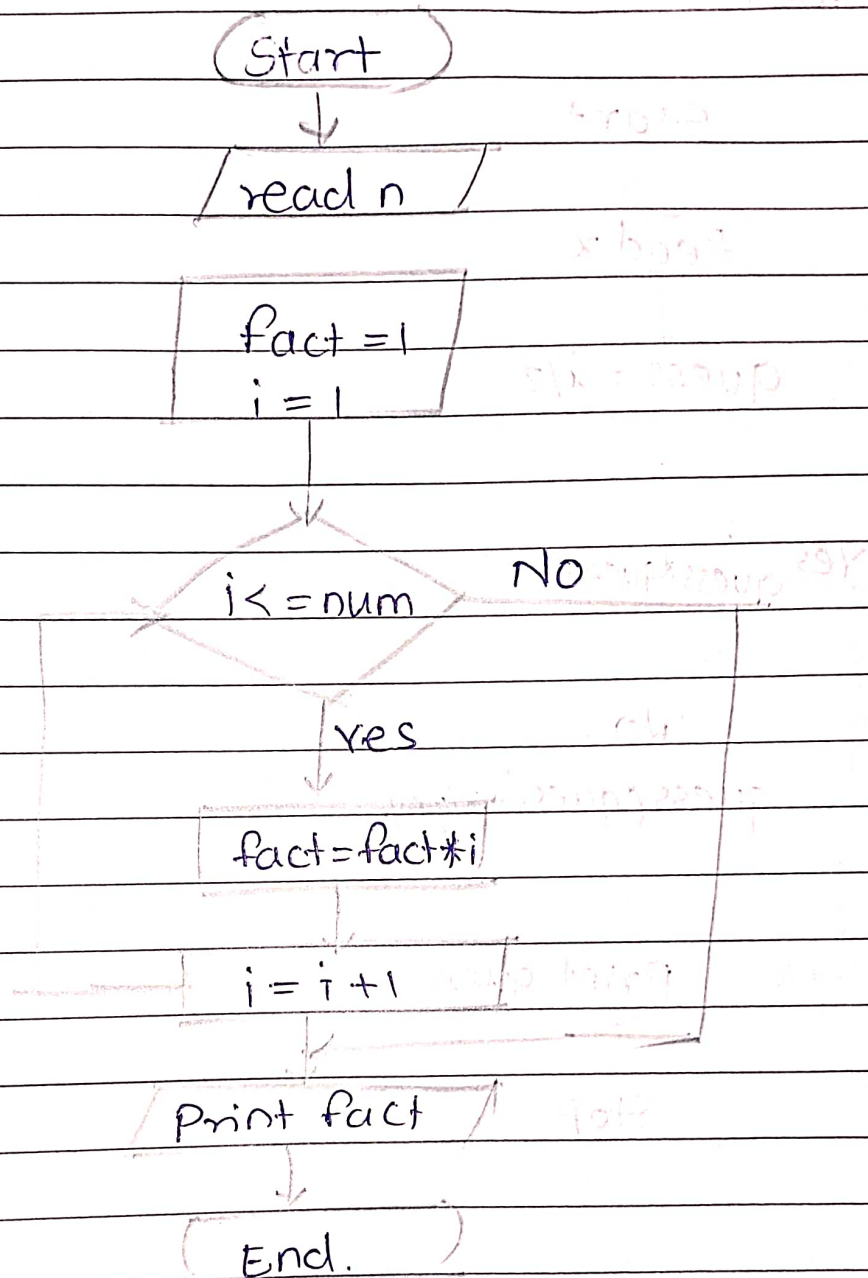 Start
read n
fact = 1
i = 1
i <= num
NO
Yes
fact = fact * i
i = i + 1
Print fact
End.